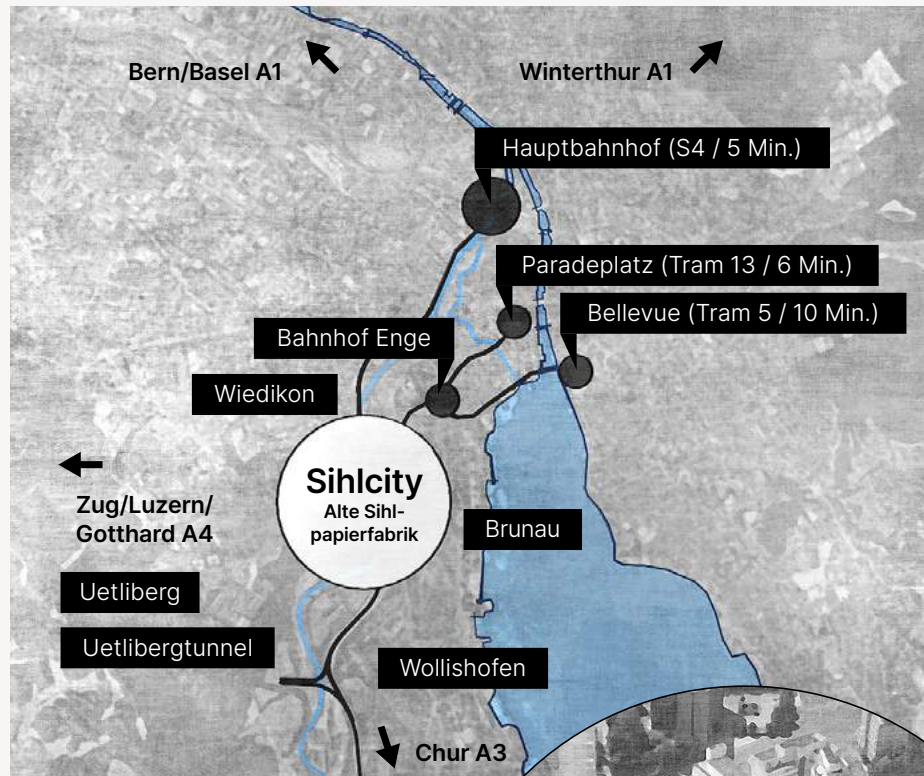 Bern/Basel A1
Winterthur A1
Hauptbahnhof (S4 / 5 Min.)
Paradeplatz (Tram 13 / 6 Min.)
Bellevue (Tram 5 / 10 Min.)
Bahnhof Enge
Wiedikon
Sihlcity
Alte Sihl-
papierfabrik
Zug/Luzern/
Gotthard A4
Brunau
Uetliberg
Uetlibergtunnel
Wollishofen
Chur A3